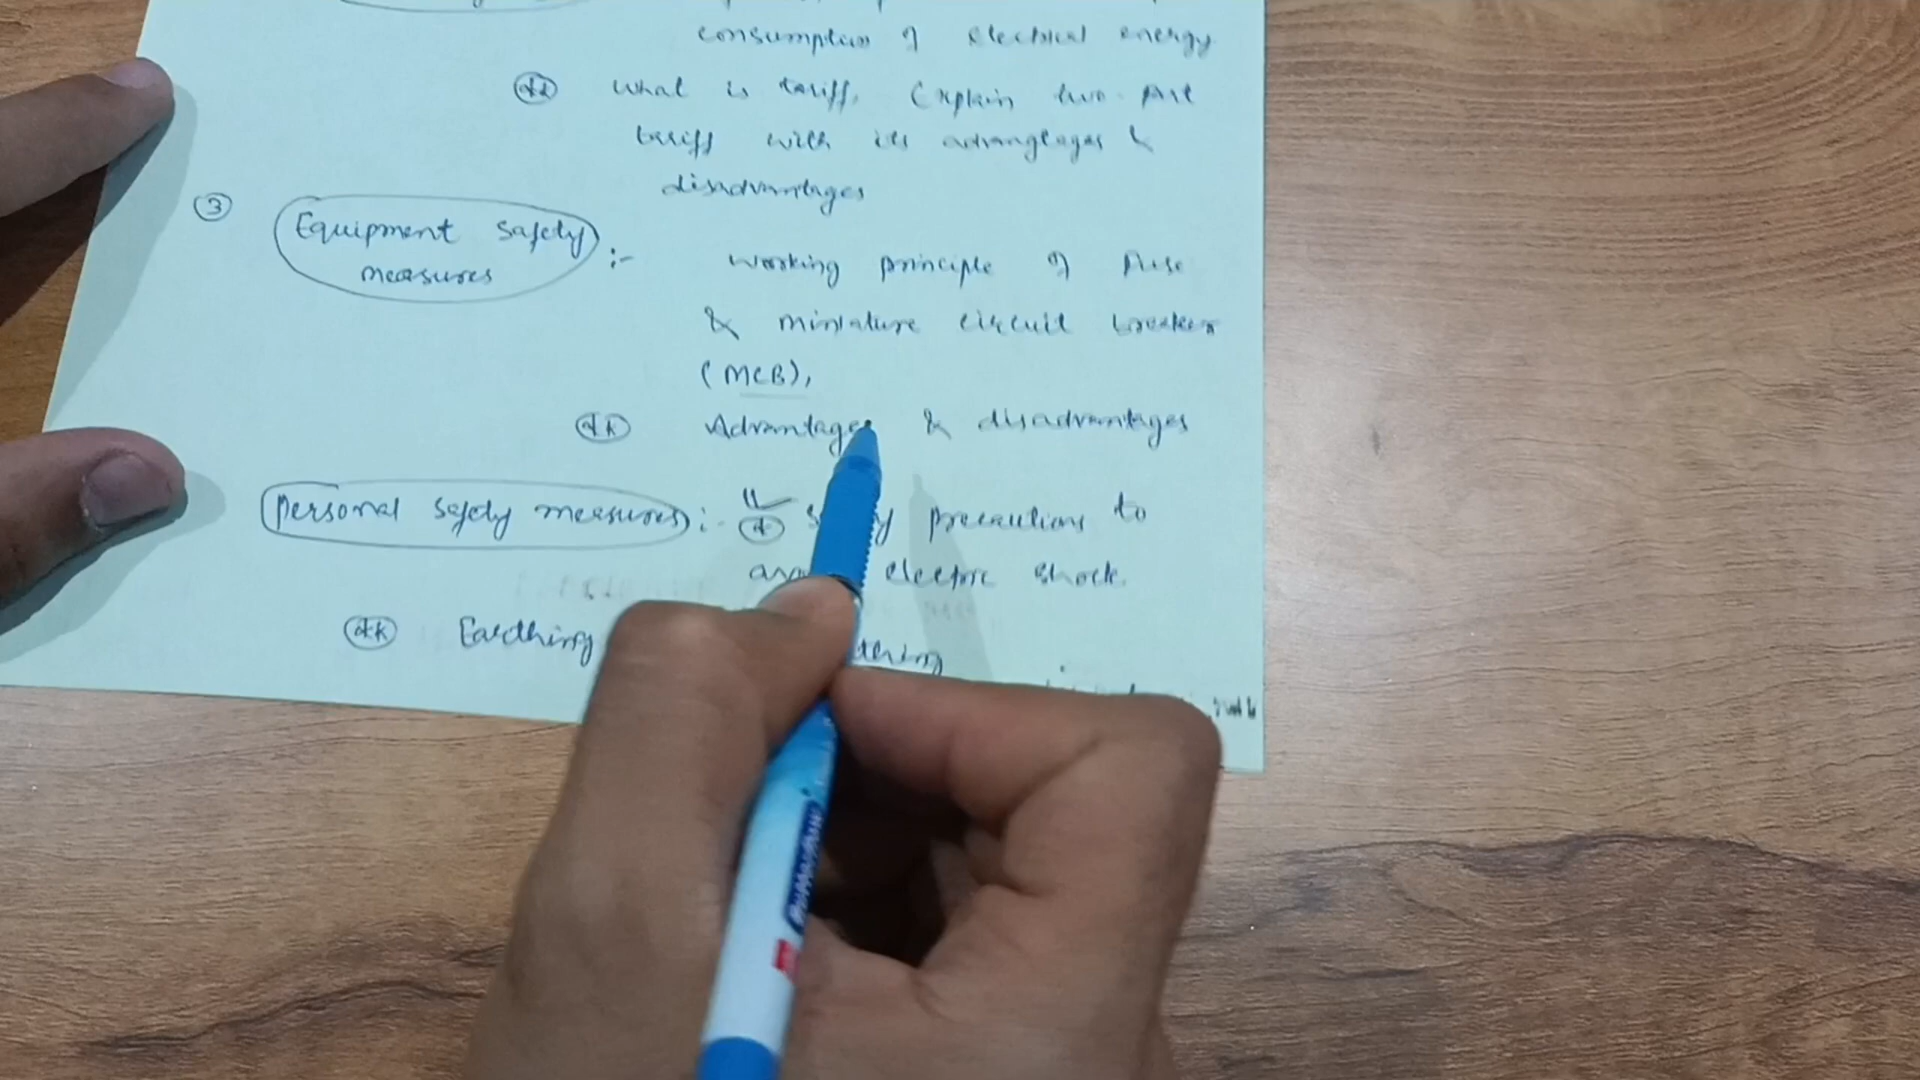 consumption of electrical energy
What is tariff, Explain two part
tariff with its advangtages &
disadvantages
③ Equipment Safety
measures :- working principle of fuse
& miniature circuit breaker
(MCB),
Advantages & disadvantages
Personal Safety measures :- precautions to
electric shock.
Earthing